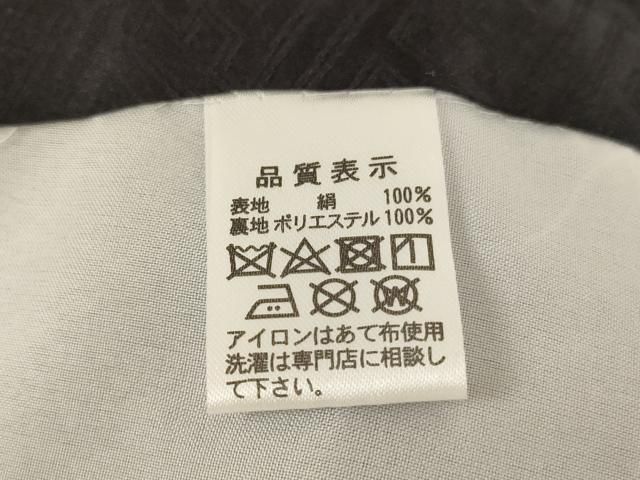 品質表示
表地 絹 100%
裏地 ポリエステル 100%
W
アイロンはあて布使用
洗濯は専門店に相談し
て下さい。